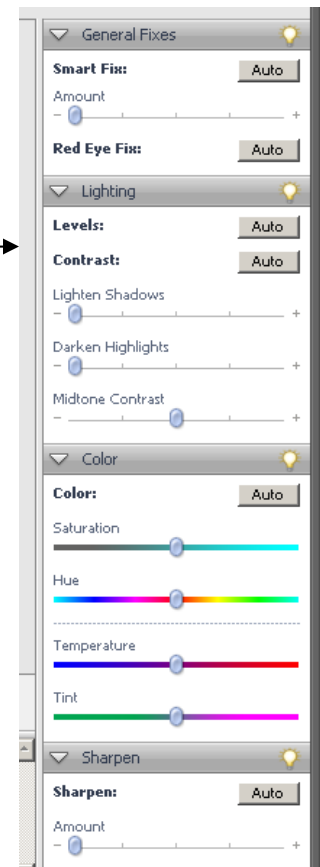 General Fixes
Smart Fix: Auto
Amount
- +
Red Eye Fix: Auto
Lighting
Levels: Auto
Contrast: Auto
Lighten Shadows
- +
Darken Highlights
- +
Midtone Contrast
- +
Color
Color: Auto
Saturation
Hue
Temperature
Tint
Sharpen
Sharpen: Auto
Amount
- +